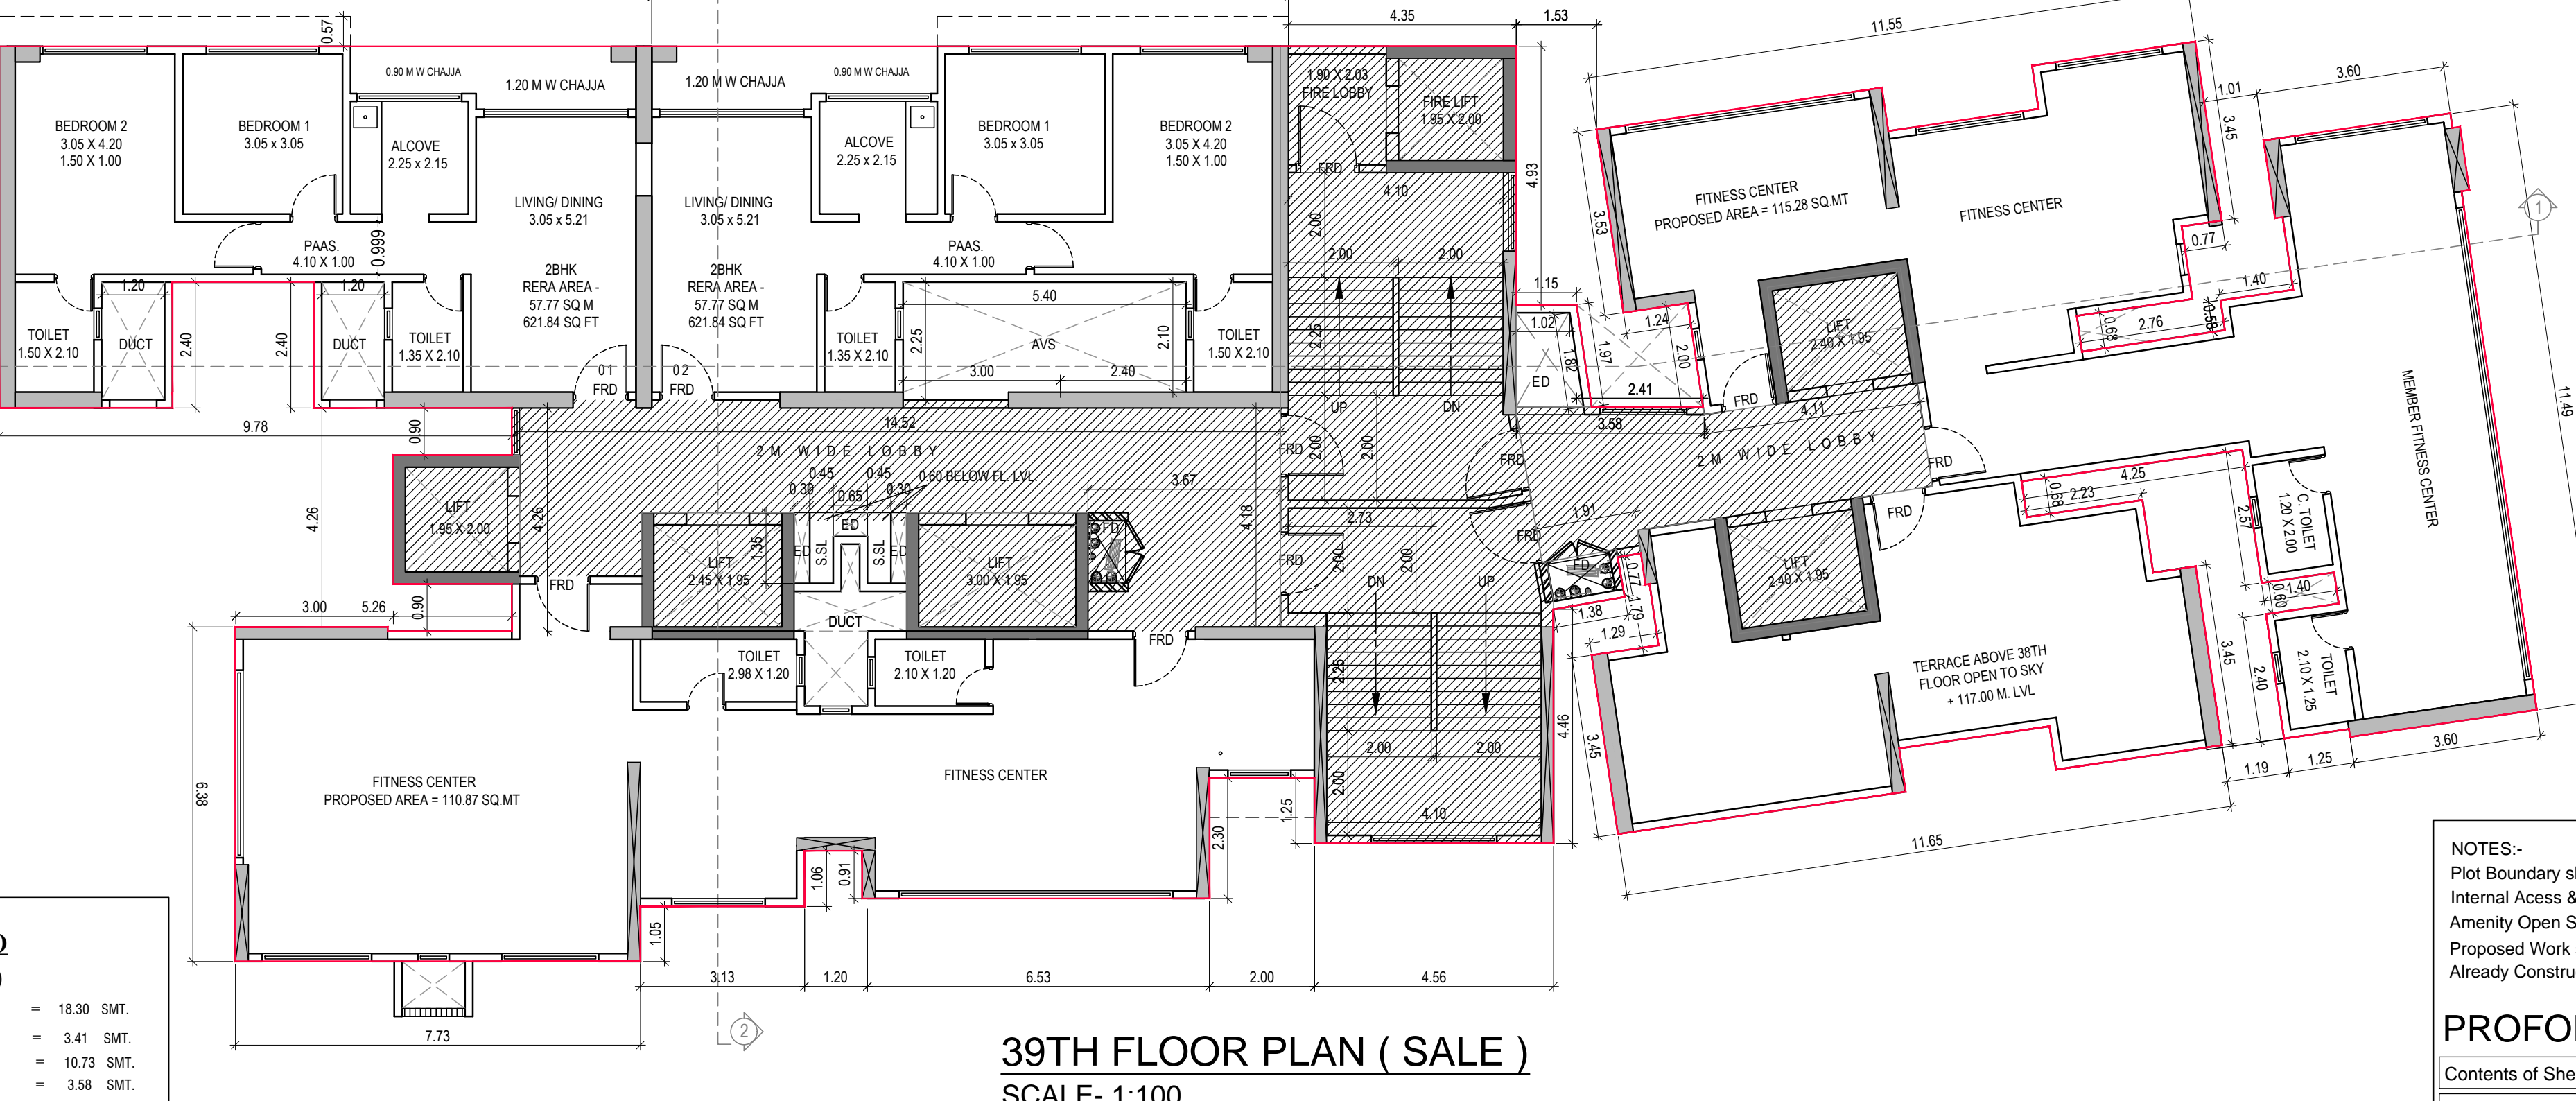 0.57
4.35
1.53
11.55
3.60
1.01
3.45
0.90 M W CHAJJA
1.20 M W CHAJJA
1.20 M W CHAJJA
0.90 M W CHAJJA
BEDROOM 2
3.05 X 4.20
1.50 X 1.00
BEDROOM 1
3.05 x 3.05
ALCOVE
2.25 x 2.15
LIVING/ DINING
3.05 x 5.21
LIVING/ DINING
3.05 x 5.21
ALCOVE
2.25 x 2.15
BEDROOM 1
3.05 x 3.05
BEDROOM 2
3.05 X 4.20
1.50 X 1.00
1.90 X 2.03
FIRE LOBBY
FIRE LIFT
1.95 X 2.00
FRD
4.10
4.93
2.00
2.00
2.00
PAAS.
4.10 X 1.00
0.999
2BHK
RERA AREA -
57.77 SQ M
621.84 SQ FT
2BHK
RERA AREA -
57.77 SQ M
621.84 SQ FT
PAAS.
4.10 X 1.00
1.20
1.20
2.40
2.40
TOILET
1.50 X 2.10
DUCT
DUCT
TOILET
1.35 X 2.10
TOILET
1.35 X 2.10
5.40
2.25
AVS
2.10
3.00
2.40
TOILET
1.50 X 2.10
2.25
UP
DN
01
FRD
02
FRD
FITNESS CENTER
PROPOSED AREA = 115.28 SQ.MT
FITNESS CENTER
3.53
0.77
1.40
0.58
2.76
0.68
1
1.15
1.02
1.82
ED
1.97
1.24
2.00
2.41
3.58
LIFT
2.40 X 1.95
FRD
4.11
MEMBER FITNESS CENTER
11.49
9.78
0.90
14.52
2 M WIDE LOBBY
0.45
0.45
0.60 BELOW FL. LVL.
0.30
0.65
0.30
3.67
FRD
2.00
2.00
FRD
2 M WIDE LOBBY
FRD
4.26
LIFT
1.95 X 2.00
4.26
ED
ED
S.SL
S.SL
ED
1.35
LIFT
2.45 X 1.95
LIFT
3.00 X 1.95
FD
4.18
2.73
FRD
2.00
2.00
DN
UP
FRD
1.91
FD
0.77
1.38
1.79
1.29
FRD
LIFT
2.40 X 1.95
4.25
0.68
2.23
2.57
C. TOILET
1.20 X 2.00
1.40
0.60
TOILET
2.10 X 1.25
2.40
3.45
FRD
3.00
5.26
0.90
DUCT
FRD
TOILET
2.98 X 1.20
TOILET
2.10 X 1.20
2.25
2.00
2.00
2.00
4.10
4.46
3.45
TERRACE ABOVE 38TH
FLOOR OPEN TO SKY
+ 117.00 M. LVL
1.19
1.25
3.60
11.65
6.38
FITNESS CENTER
PROPOSED AREA = 110.87 SQ.MT
FITNESS CENTER
1.25
2.30
1.06
0.91
1.05
3.13
1.20
6.53
2.00
4.56
7.73
2
= 18.30 SMT.
= 3.41 SMT.
= 10.73 SMT.
= 3.58 SMT.
39TH FLOOR PLAN ( SALE )
SCALE- 1:100
NOTES:-
Plot Boundary
Internal Acess &
Amenity Open
Proposed Work
Already
Contents of